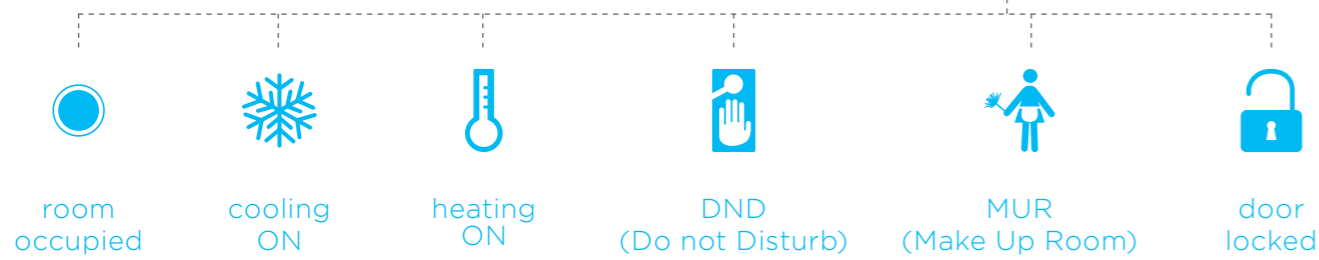 room
occupied
cooling
ON
heating
ON
DND
(Do not Disturb)
MUR
(Make Up Room)
door
locked